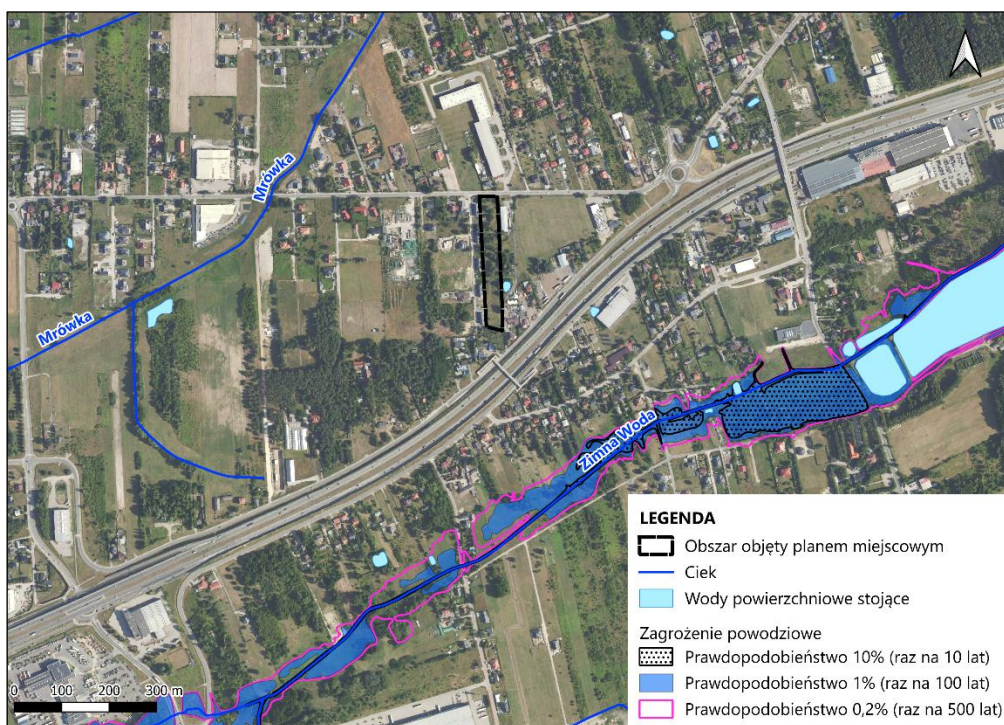 Mrówka
Mrówka
Zimna Woda
0 100 200 300 m
LEGENDA
Obszar objęty planem miejscowym
Ciek
Wody powierzchniowe stojące
Zagrożenie powodziowe
Prawdopodobieństwo 10% (raz na 10 lat)
Prawdopodobieństwo 1% (raz na 100 lat)
Prawdopodobieństwo 0,2% (raz na 500 lat)